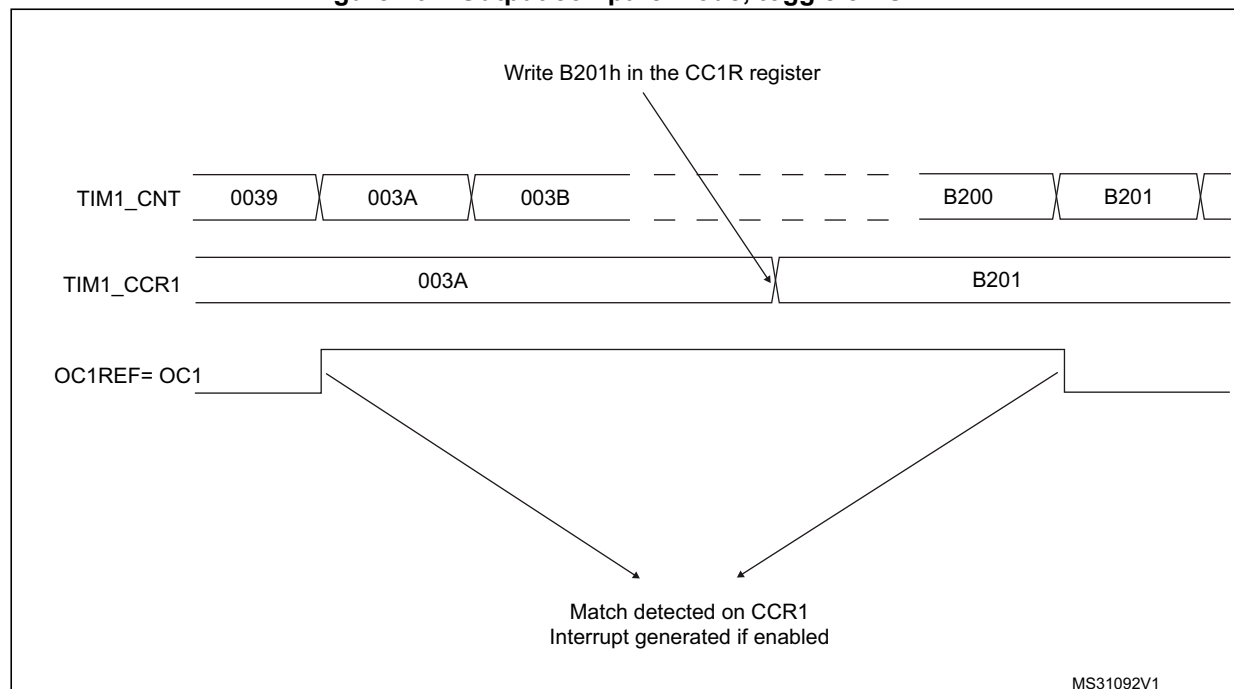 Write B201h in the CC1R register
TIM1_CNT 0039 003A 003B B200 B201
TIM1_CCR1 003A B201
OC1REF= OC1
Match detected on CCR1
Interrupt generated if enabled
MS31092V1